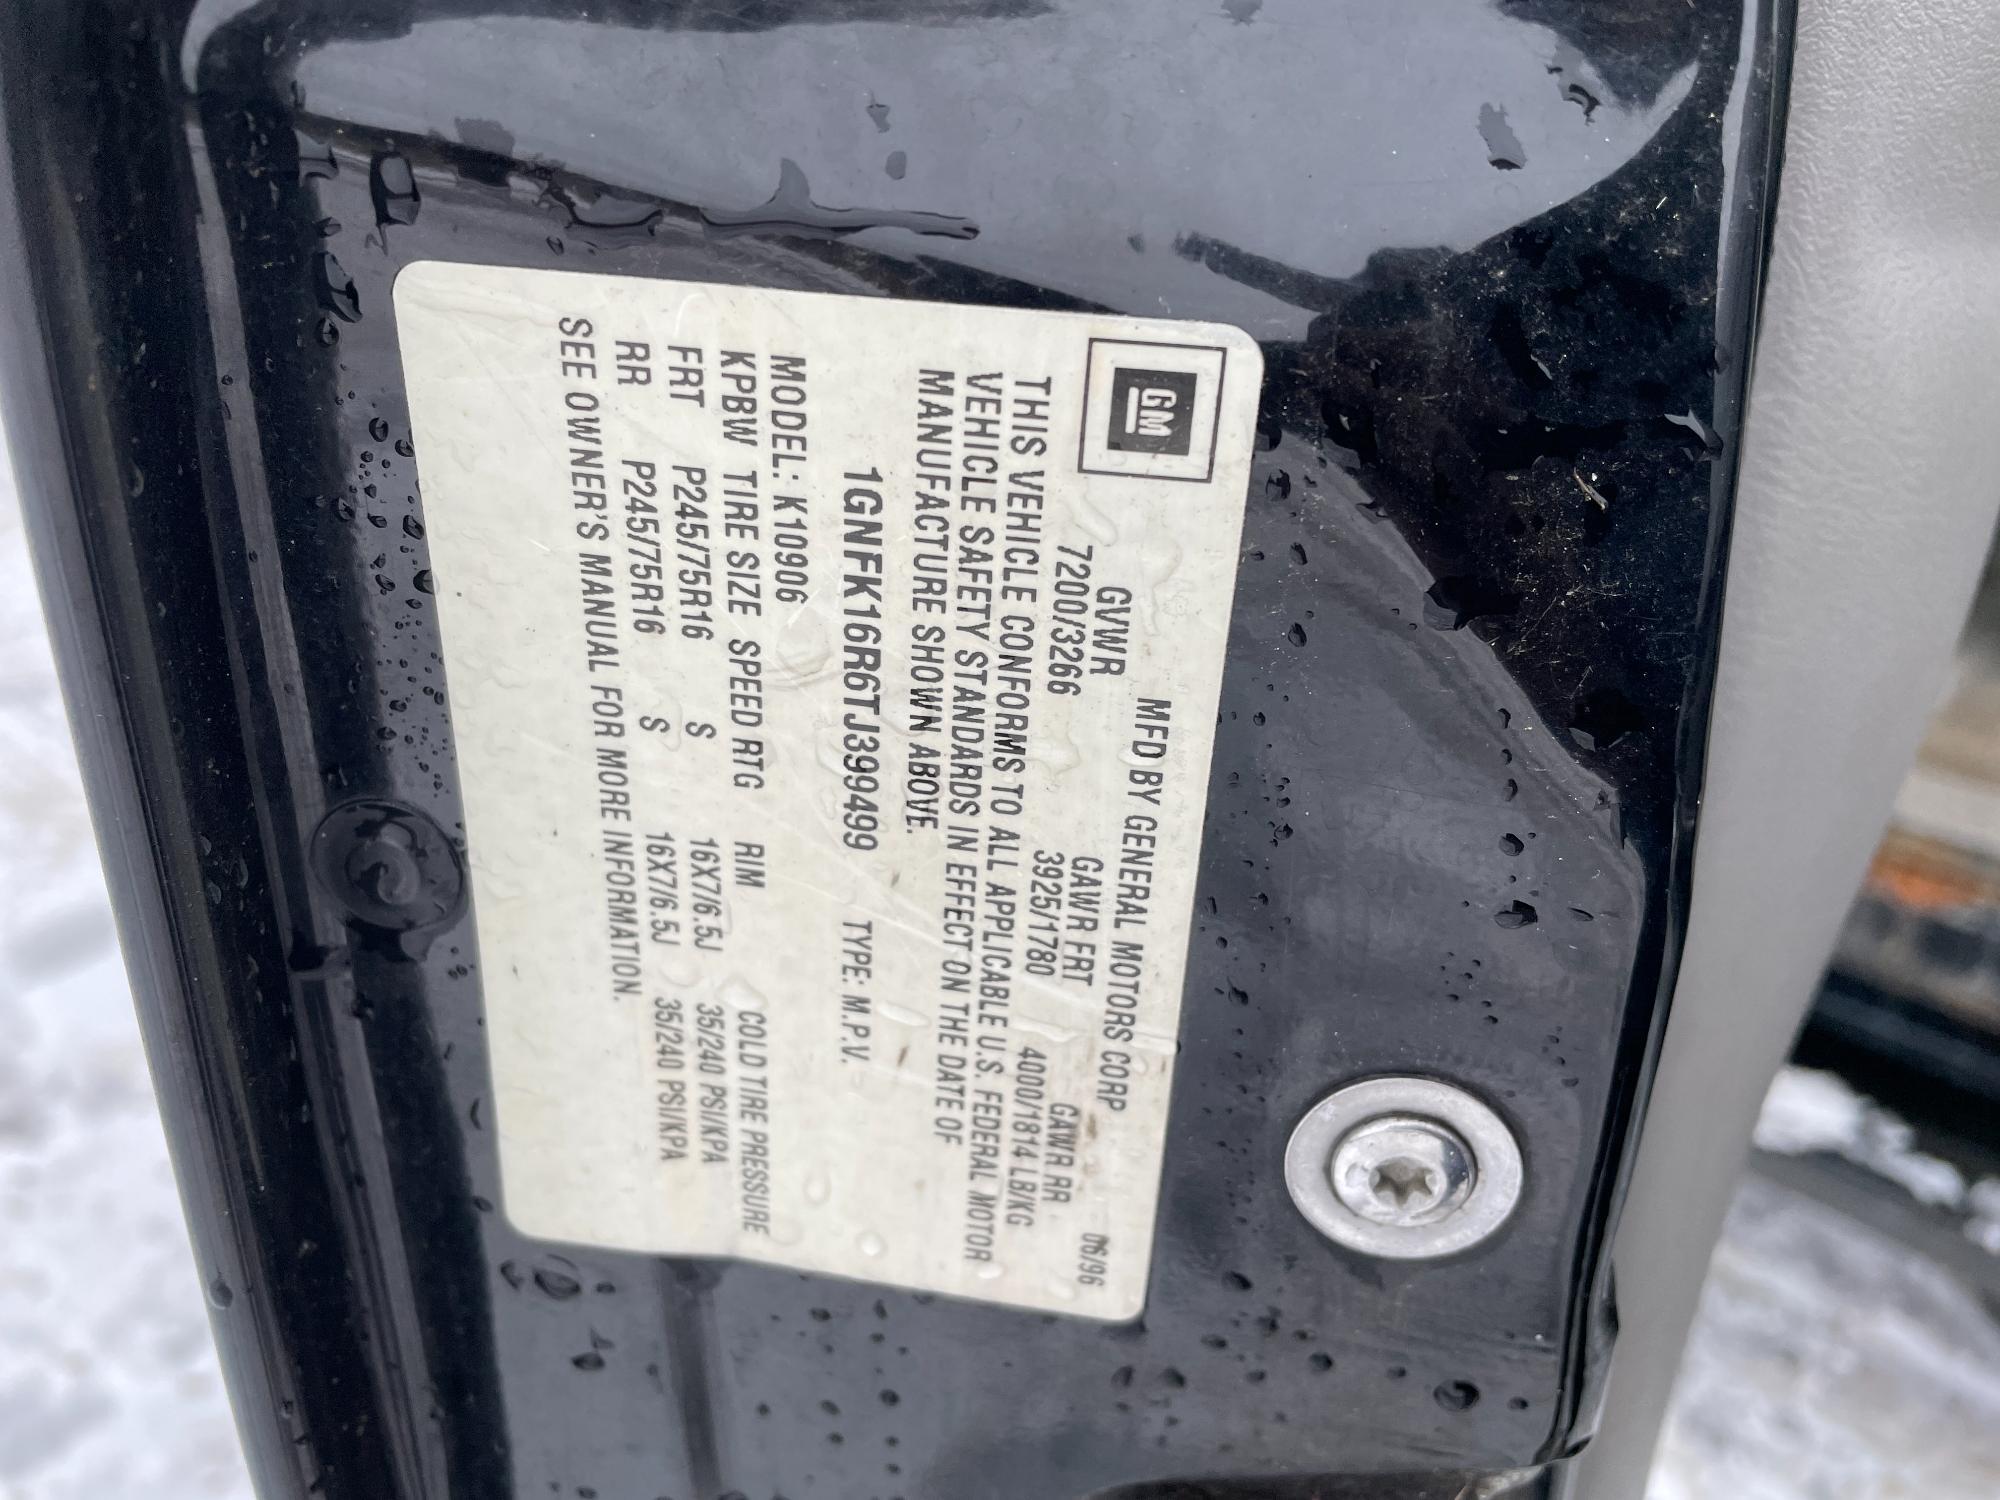 GM
MFD BY GENERAL MOTORS CORP 06/96
GVWR GAWR FRT GAWR RR
7200/3266 3925/1780 4000/1814 LB/KG
THIS VEHICLE CONFORMS TO ALL APPLICABLE U.S. FEDERAL MOTOR
VEHICLE SAFETY STANDARDS IN EFFECT ON THE DATE OF
MANUFACTURE SHOWN ABOVE.
1GNFK16R6TJ399499 TYPE: M.P.V.
MODEL: K10906
KPBW TIRE SIZE SPEED RTG RIM COLD TIRE PRESSURE
FRT P245/75R16 S 16X7/6.5J 35/240 PSI/KPA
RR P245/75R16 S 16X7/6.5J 35/240 PSI/KPA
SEE OWNER'S MANUAL FOR MORE INFORMATION.